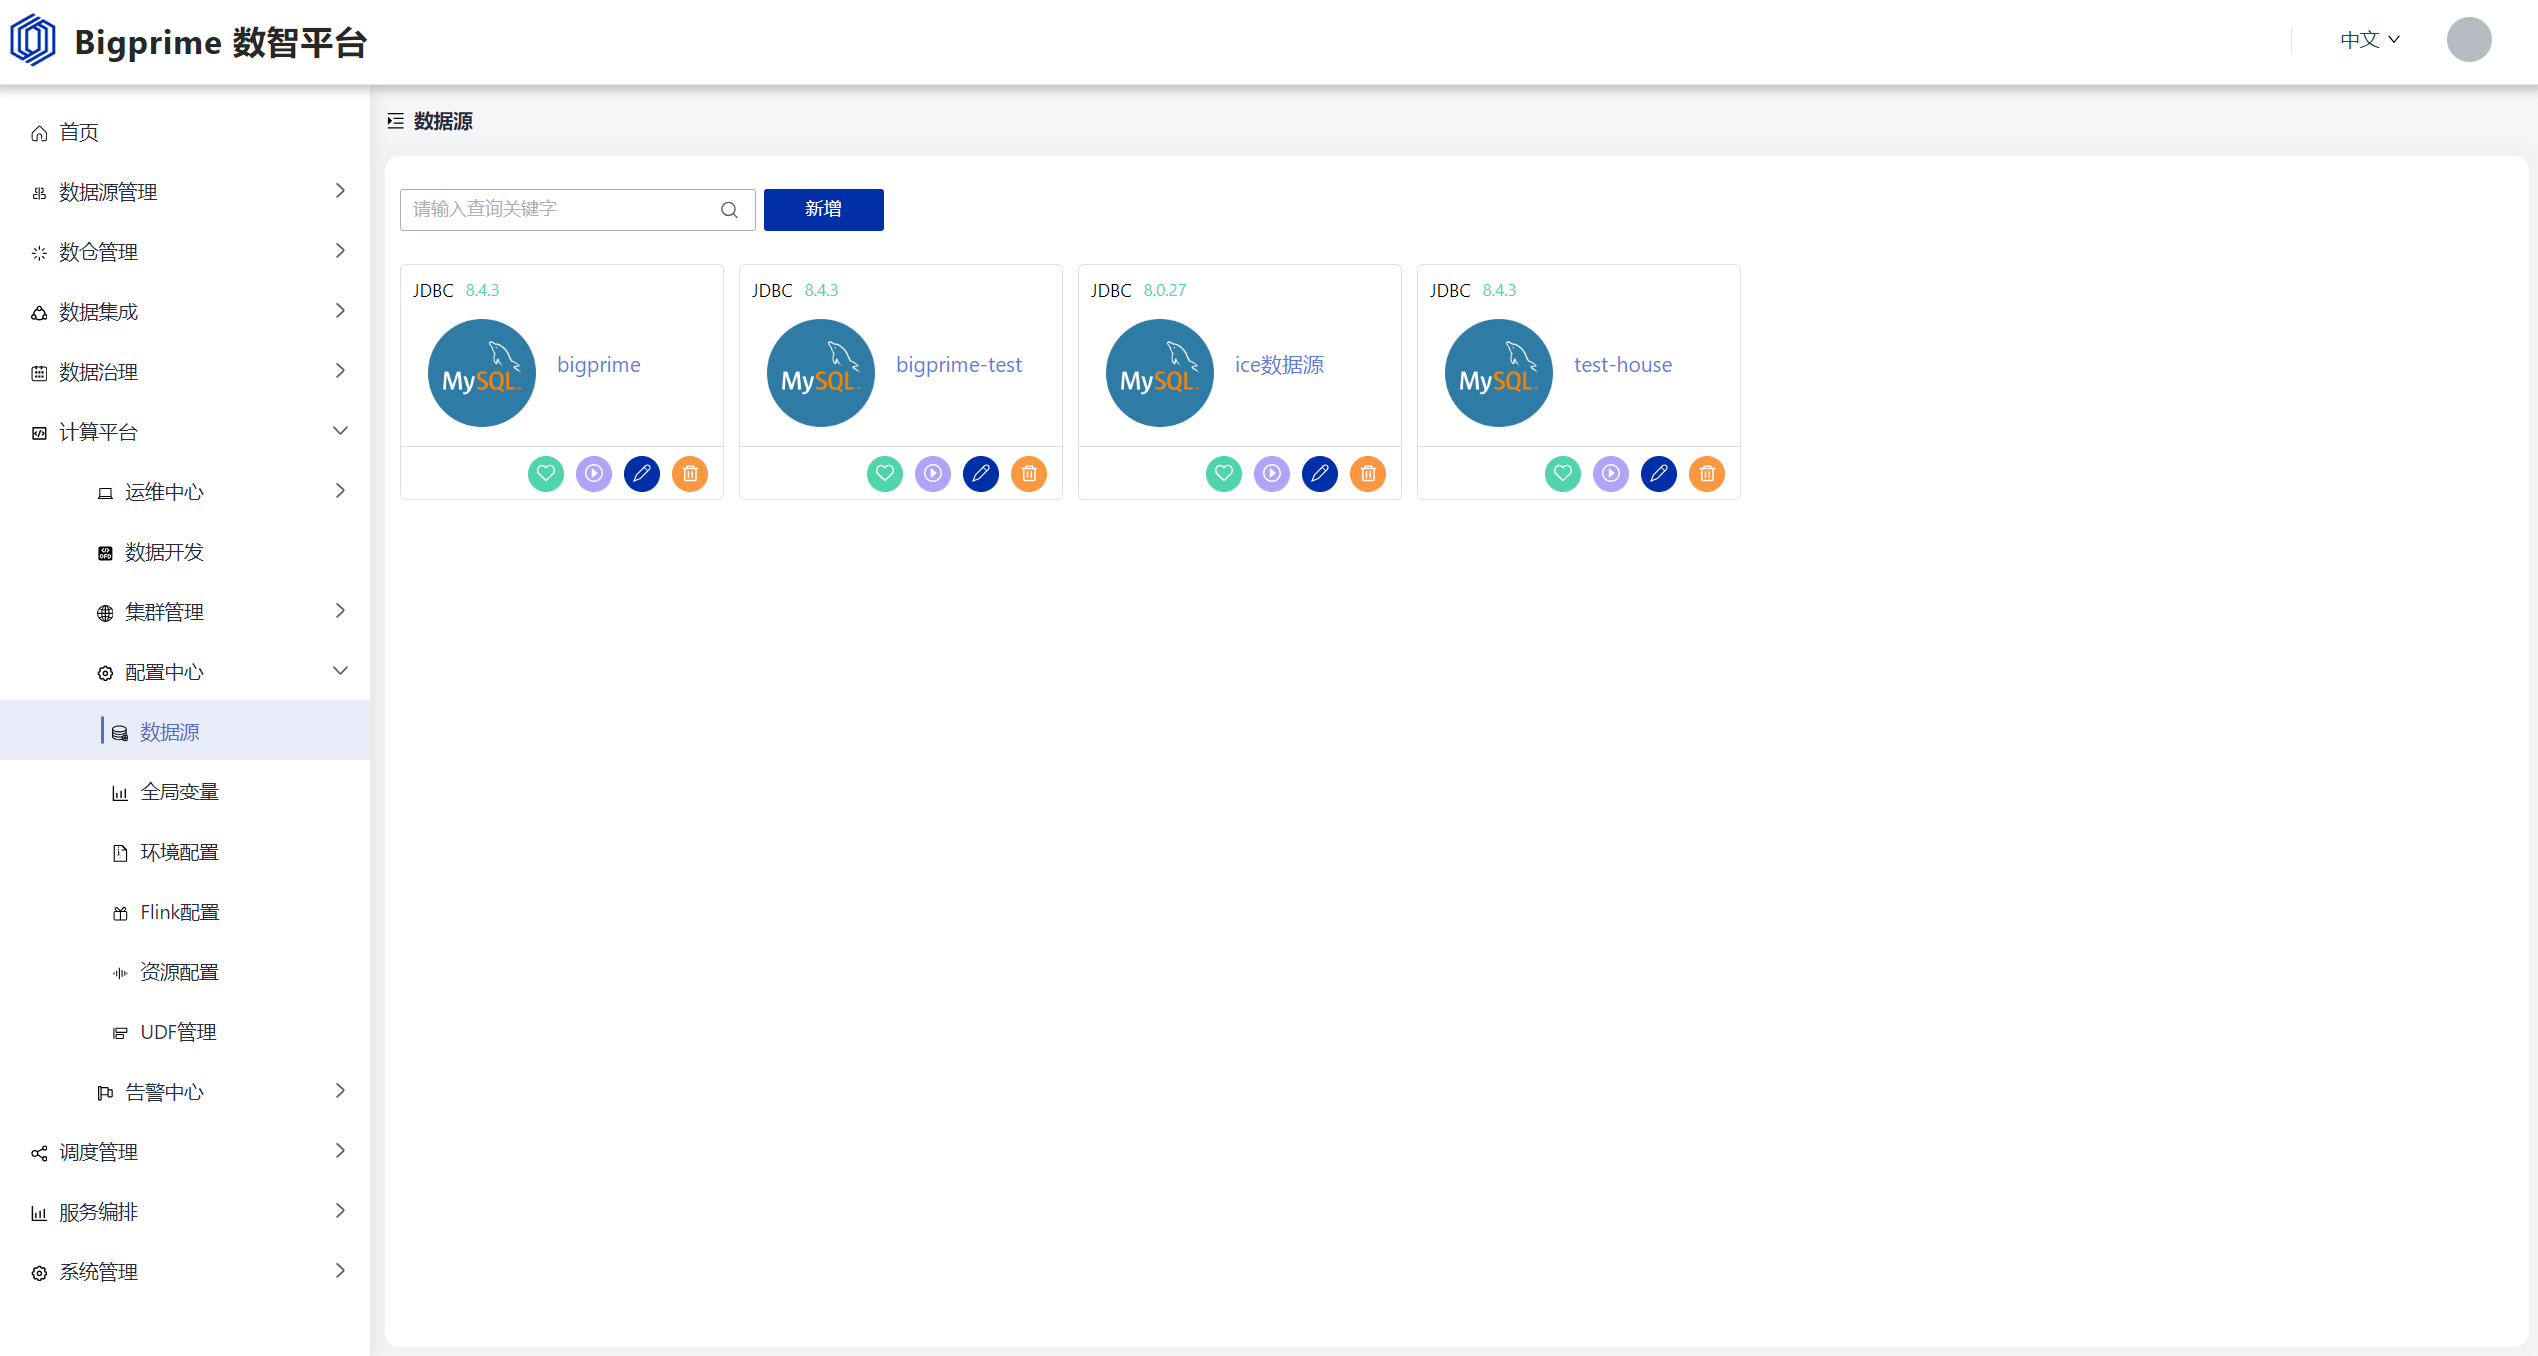 Bigprime 数智平台
中文
首页
数据源管理
数仓管理
数据集成
数据治理
计算平台
运维中心
数据开发
集群管理
配置中心
数据源
全局变量
环境配置
Flink配置
资源配置
UDF管理
告警中心
调度管理
服务编排
系统管理
数据源
请输入查询关键字
新增
JDBC 8.4.3
MySQL
bigprime
JDBC 8.4.3
MySQL
bigprime-test
JDBC 8.0.27
MySQL
ice数据源
JDBC 8.4.3
MySQL
test-house